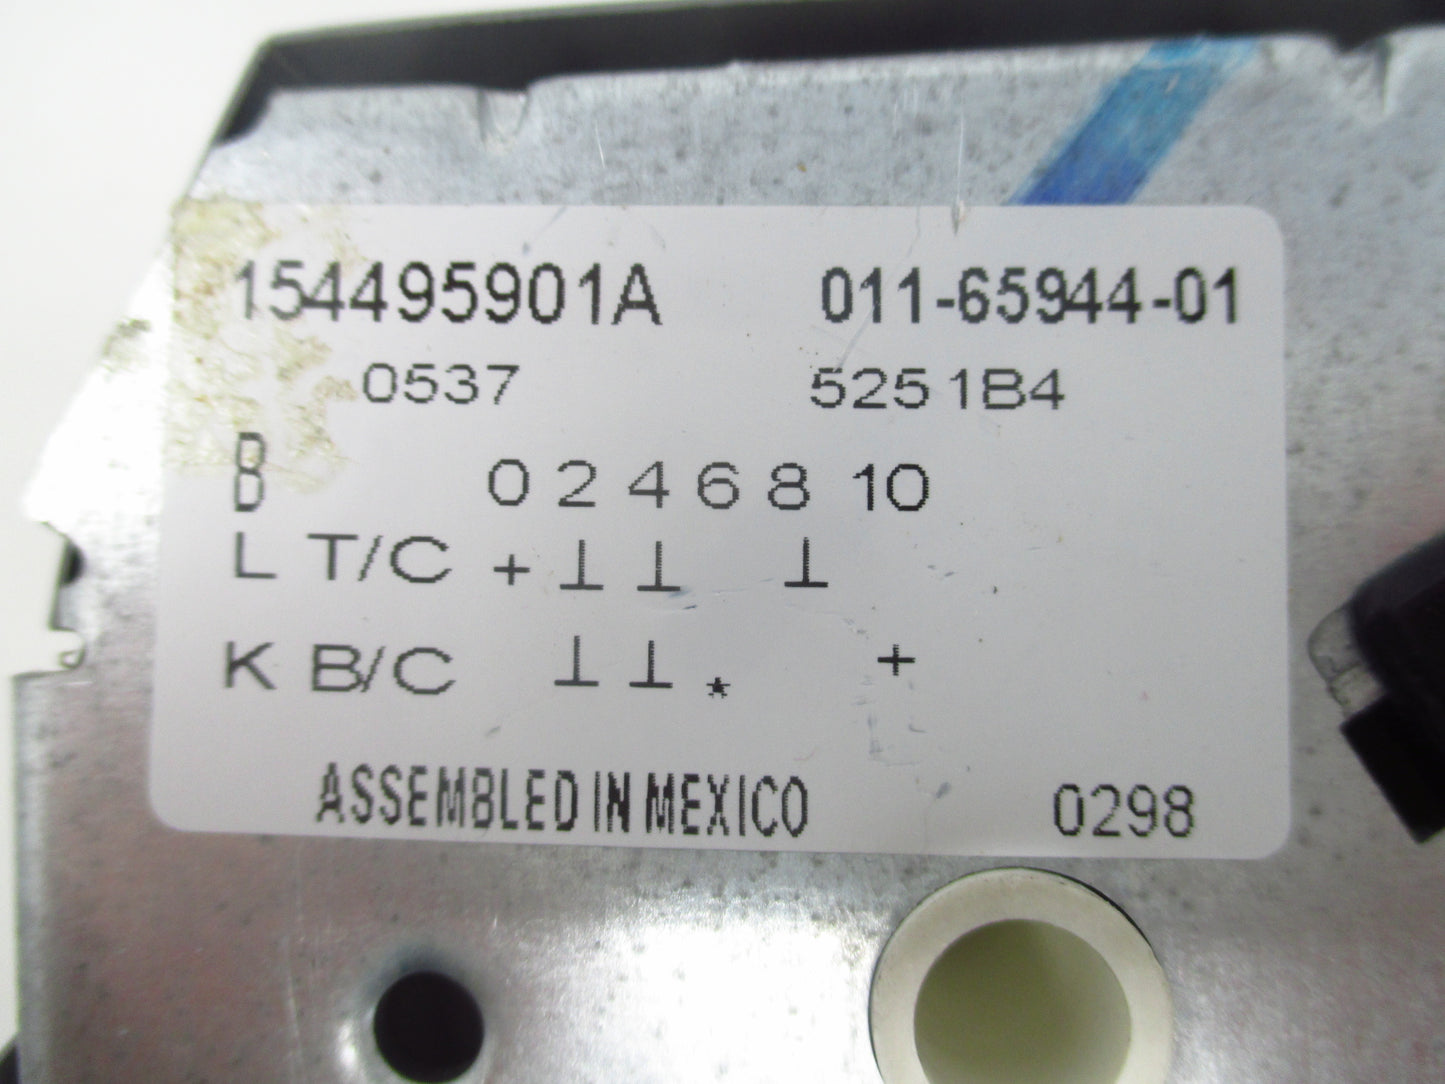 154495901A 011-65944-01
0537 5251B4
B 0 2 4 6 8 10
L T/C + ⊥ ⊥ ⊥
K B/C ⊥ ⊥ * +
ASSEMBLED IN MEXICO 0298